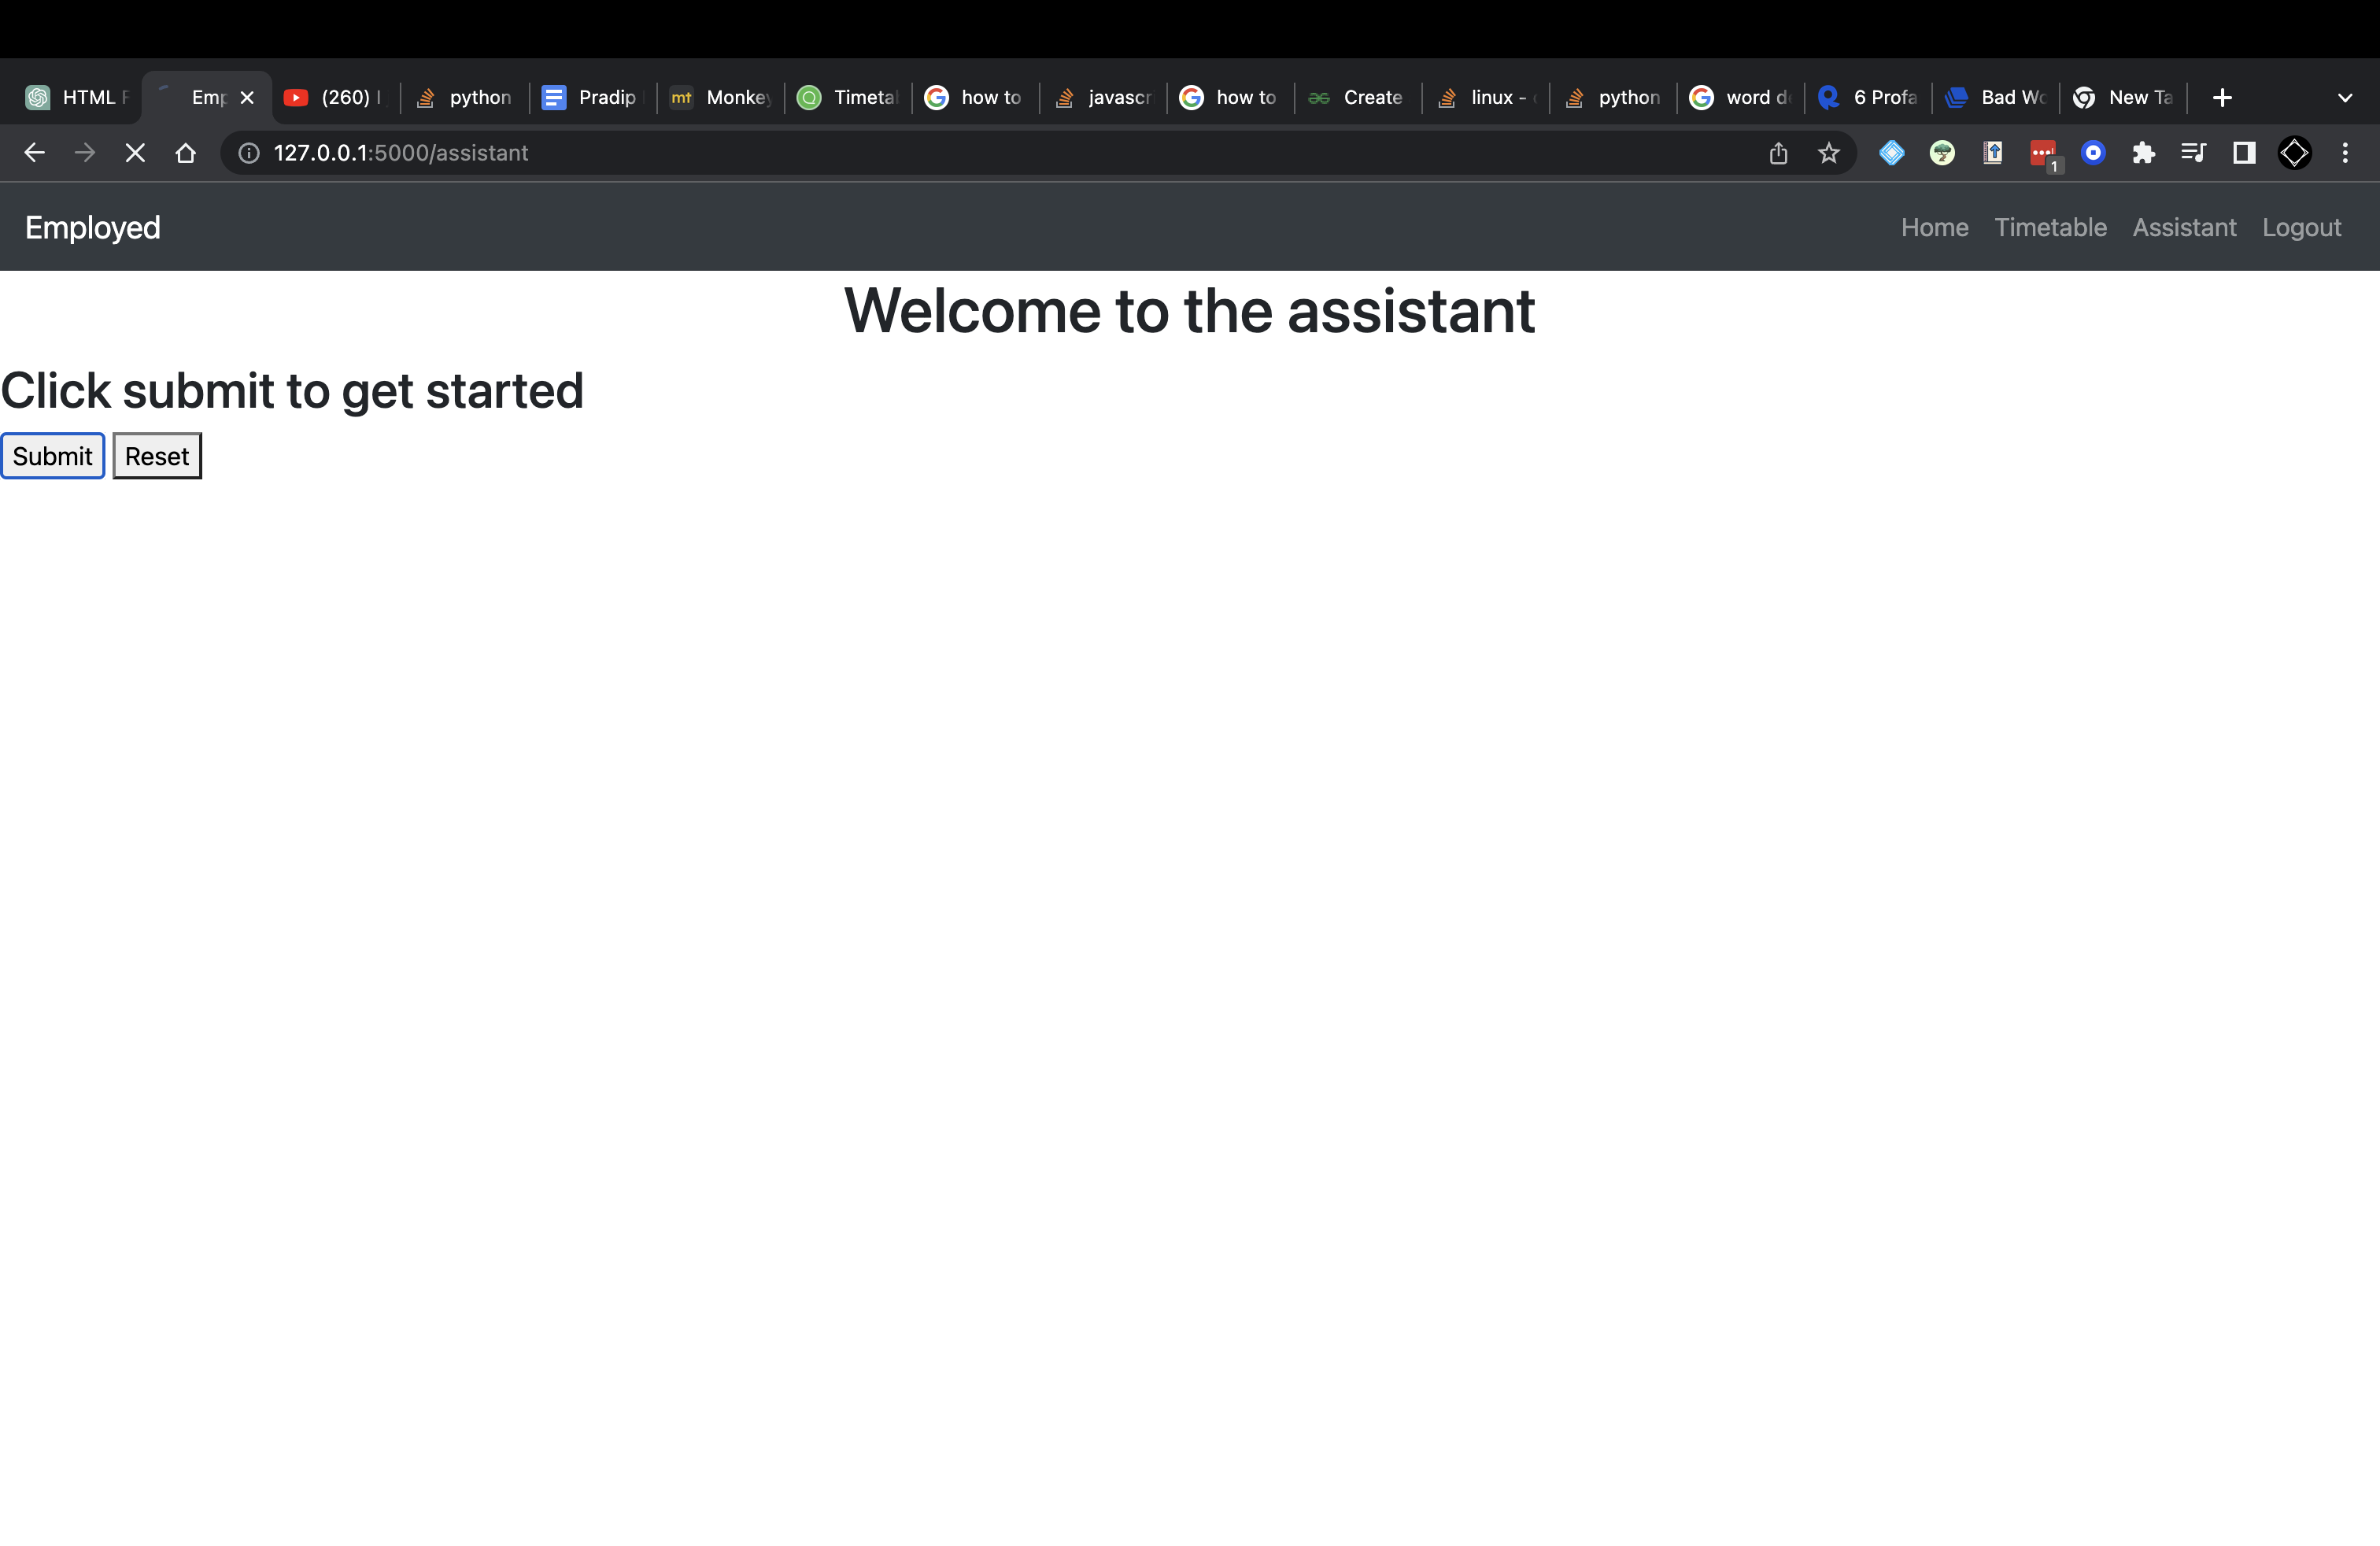 HTML F Emp (260) I python Pradip Monkey Timetal how to javascr how to Create linux - python word d 6 Profa Bad Wo New Ta
127.0.0.1:5000/assistant
1
Employed Home Timetable Assistant Logout
Welcome to the assistant
Click submit to get started
Submit Reset